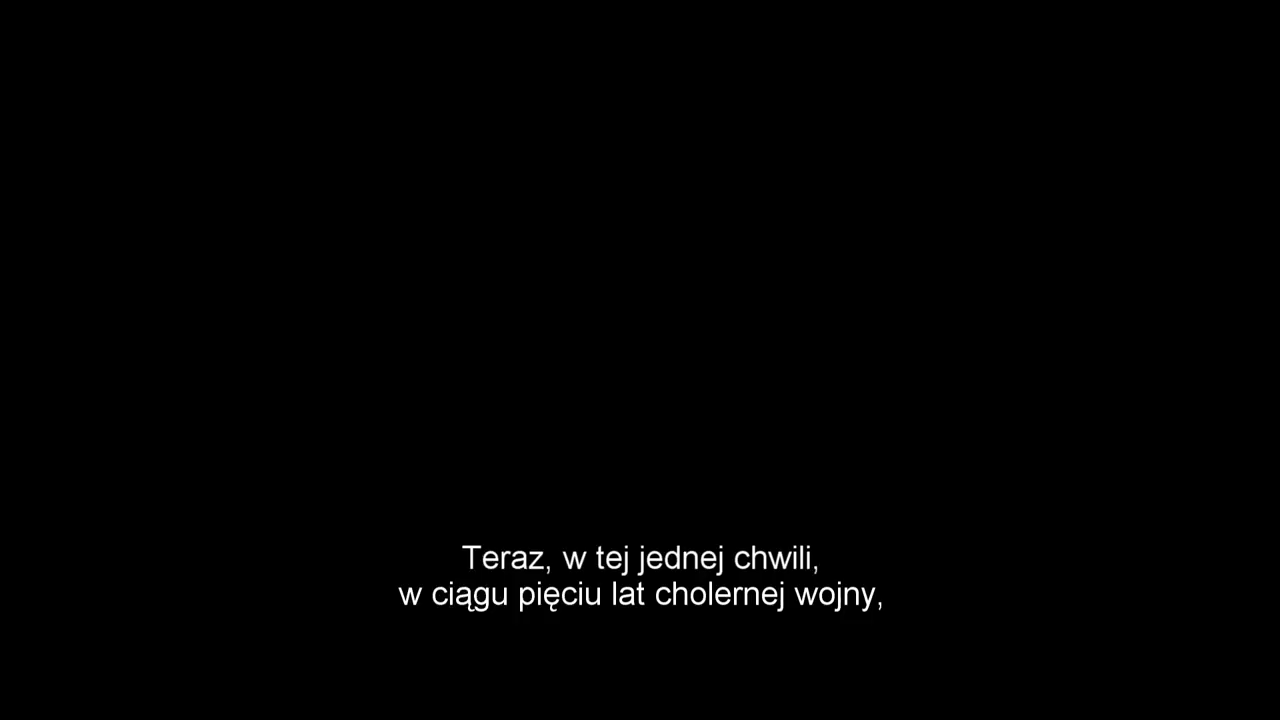 Teraz, w tej jednej chwili,
w ciągu pięciu lat cholernej wojny,